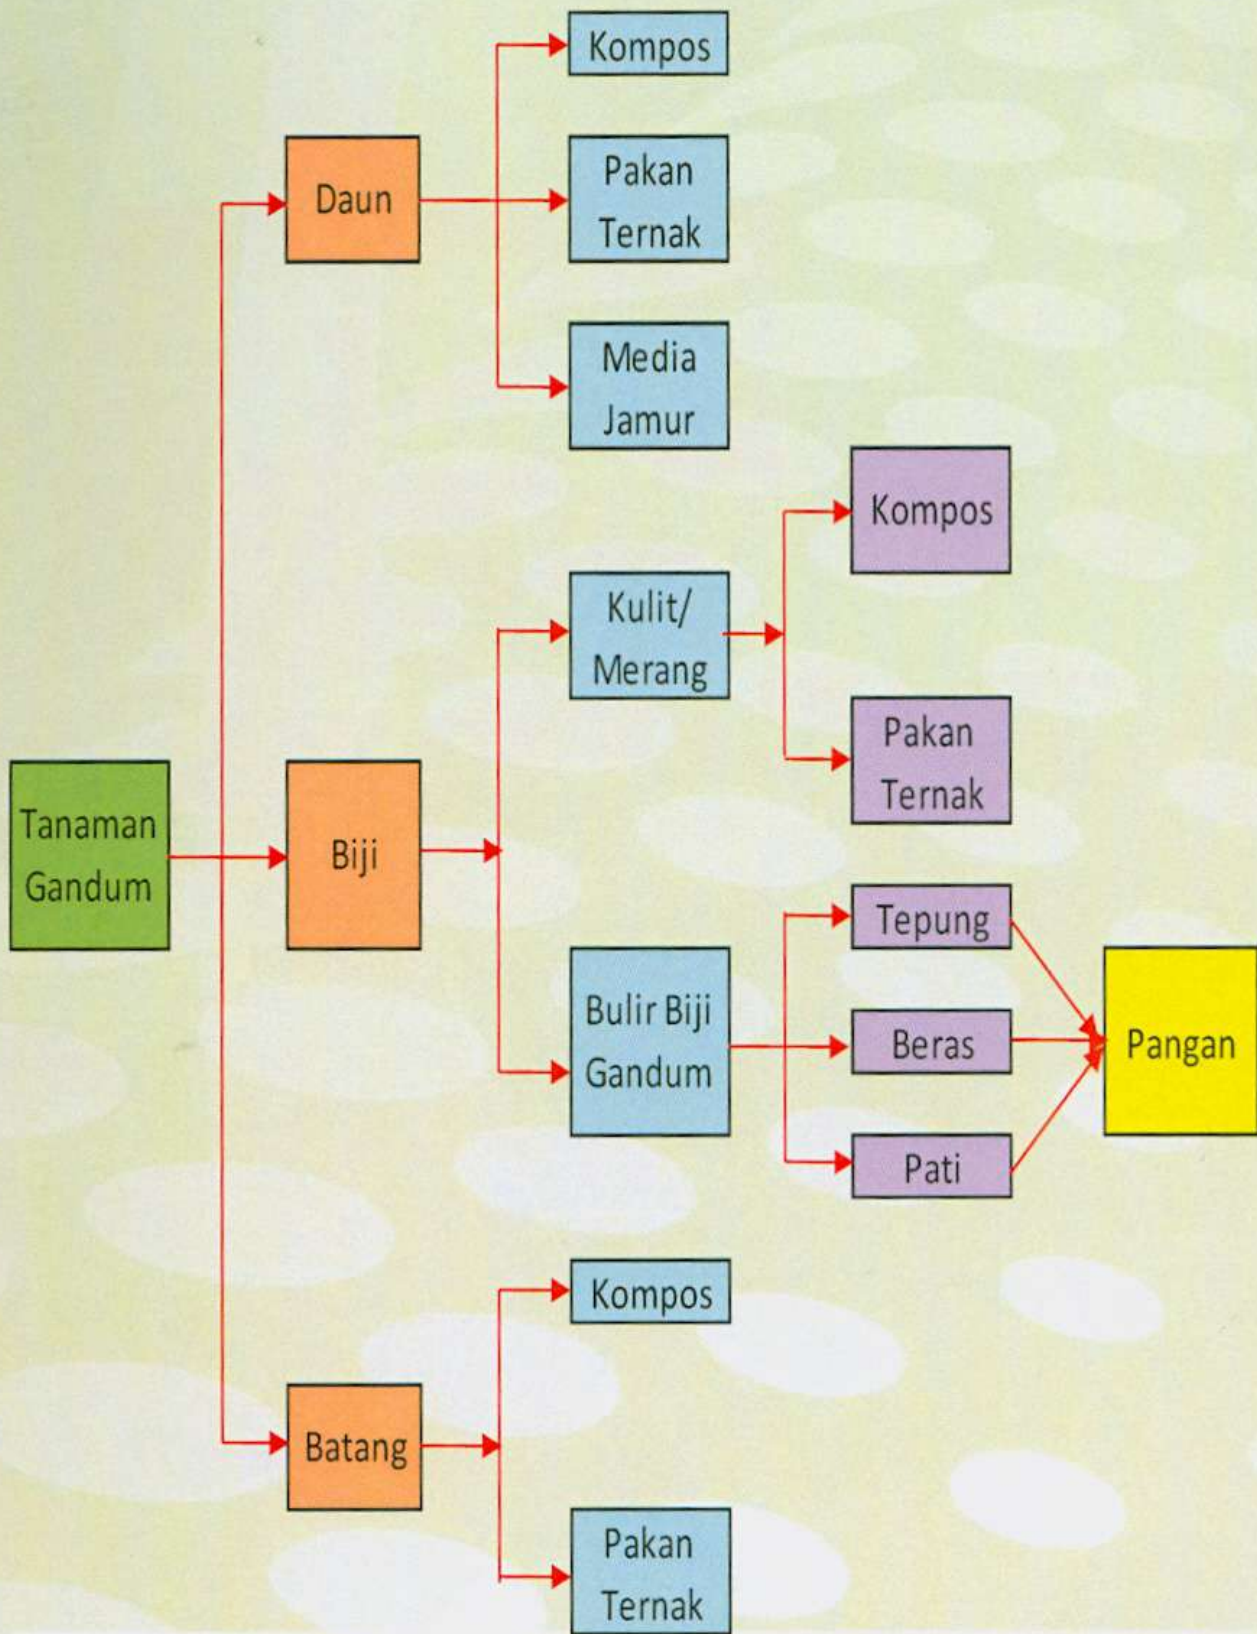 Kompos
Daun
Pakan
Ternak
Media
Jamur
Kompos
Kulit/
Merang
Pakan
Ternak
Tanaman
Gandum
Biji
Tepung
Bulir Biji
Gandum
Beras
Pangan
Pati
Kompos
Batang
Pakan
Ternak